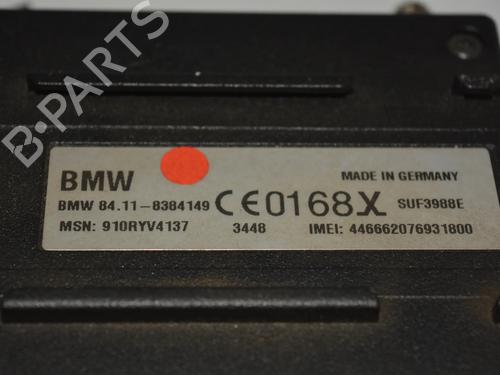 B-PARTS
BMW
MADE IN GERMANY
BMW 84.11-8384149 CE0168X SUF3988E
MSN: 910RYV4137 3448 IMEI: 446662076931800